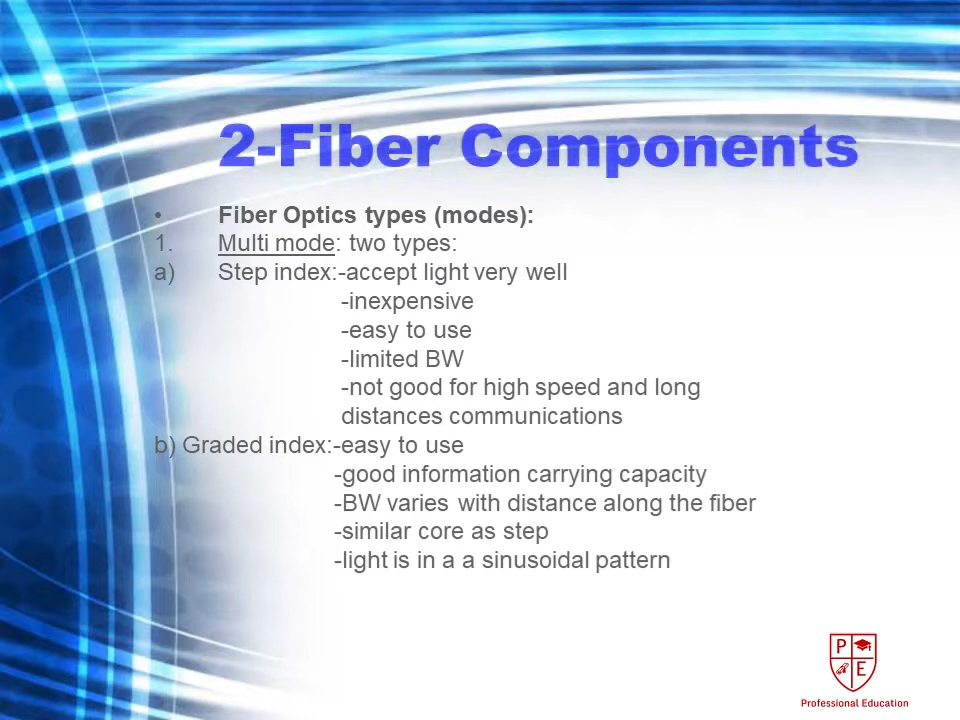 2-Fiber Components
• Fiber Optics types (modes):
1. Multi mode: two types:
a) Step index:-accept light very well
-inexpensive
-easy to use
-limited BW
-not good for high speed and long
distances communications
b) Graded index:-easy to use
-good information carrying capacity
-BW varies with distance along the fiber
-similar core as step
-light is in a a sinusoidal pattern
P
E
Professional Education